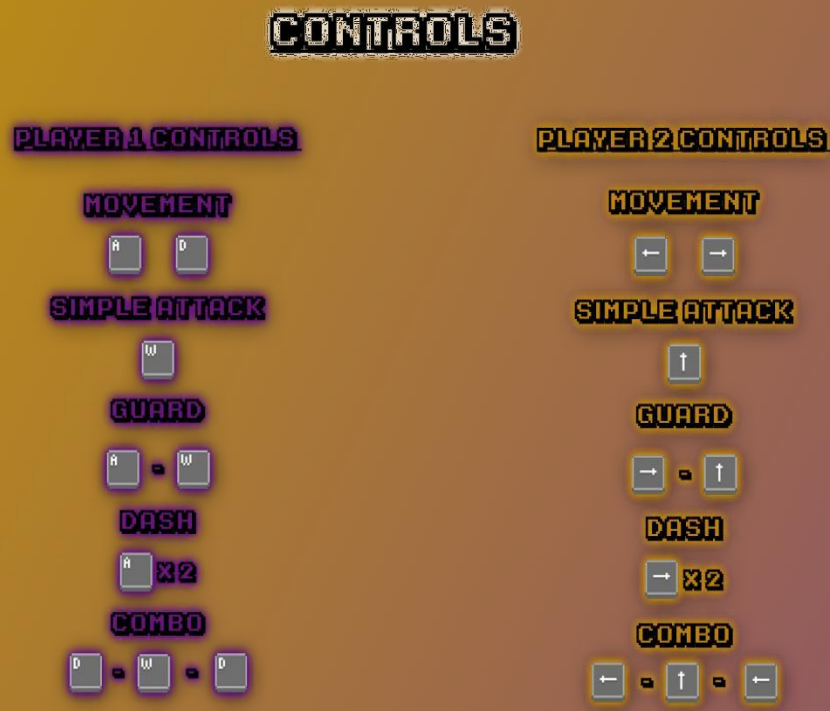 CONTROLS
PLAYER 1 CONTROLS
MOVEMENT
A D
SIMPLE ATTACK
W
GUARD
A - W
DASH
A X 2
COMBO
D - W - D
PLAYER 2 CONTROLS
MOVEMENT
← →
SIMPLE ATTACK
↑
GUARD
→ - ↑
DASH
→ X 2
COMBO
← - ↑ - ←